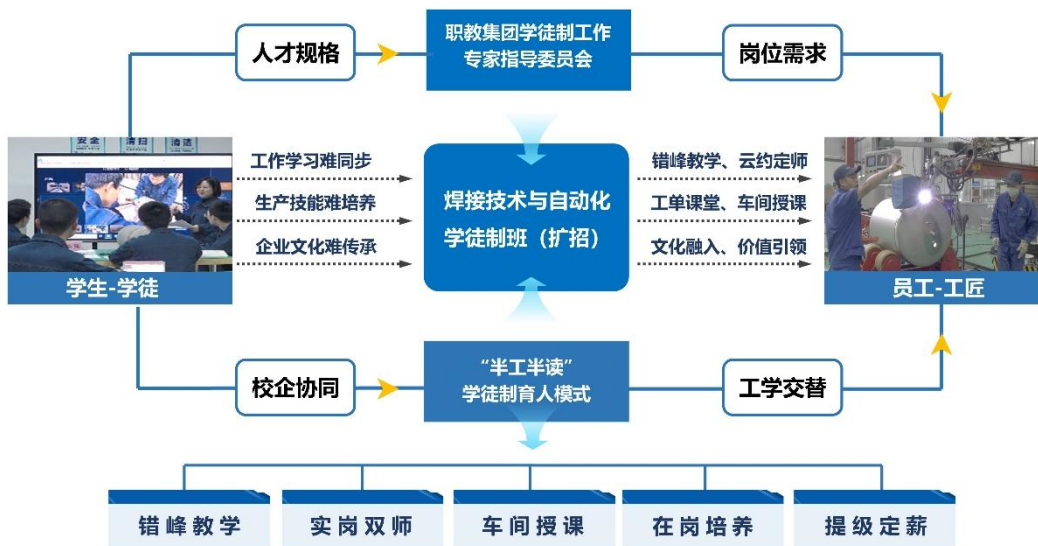 人才规格
职教集团学徒制工作
专家指导委员会
岗位需求
安全
清扫
清洁
工作学习难同步
生产技能难培养
企业文化难传承
焊接技术与自动化
学徒制班（扩招）
错峰教学、云约定师
工单课堂、车间授课
文化融入、价值引领
学生-学徒
员工-工匠
校企协同
“半工半读”
学徒制育人模式
工学交替
错峰教学
实岗双师
车间授课
在岗培养
提级定薪